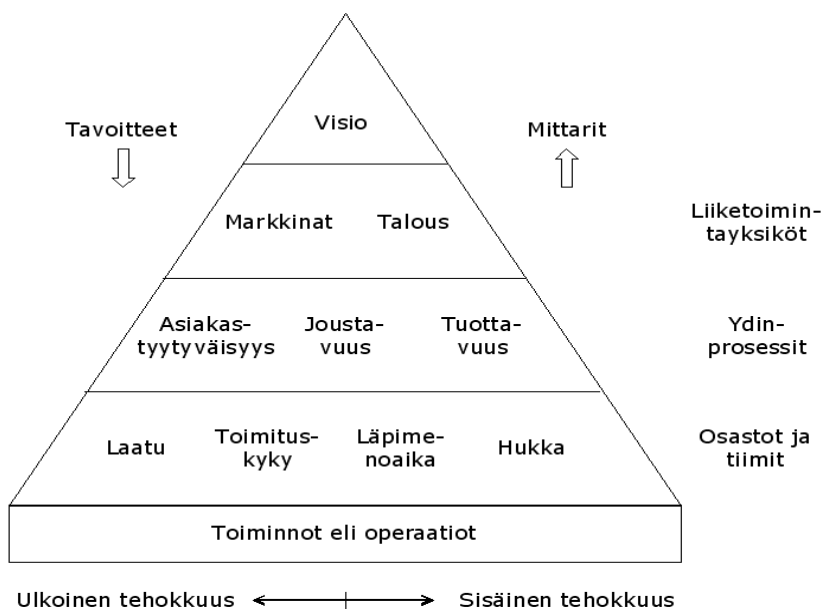 Visio
Tavoitteet
Mittarit
Markkinat Talous
Liiketoimin-
tayksiköt
Asiakas-
tyytyväisyys
Jousta-
vuus
Tuotta-
vuus
Ydin-
prosessit
Laatu
Toimitus-
kyky
Läpime-
noaika
Hukka
Osastot ja
tiimit
Toiminnot eli operaatiot
Ulkoinen tehokkuus
Sisäinen tehokkuus